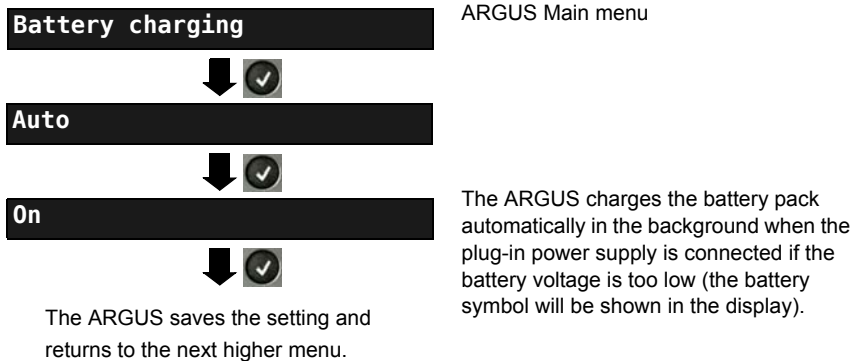 Battery charging
ARGUS Main menu
Auto
On
The ARGUS charges the battery pack
automatically in the background when the
plug-in power supply is connected if the
battery voltage is too low (the battery
symbol will be shown in the display).
The ARGUS saves the setting and
returns to the next higher menu.